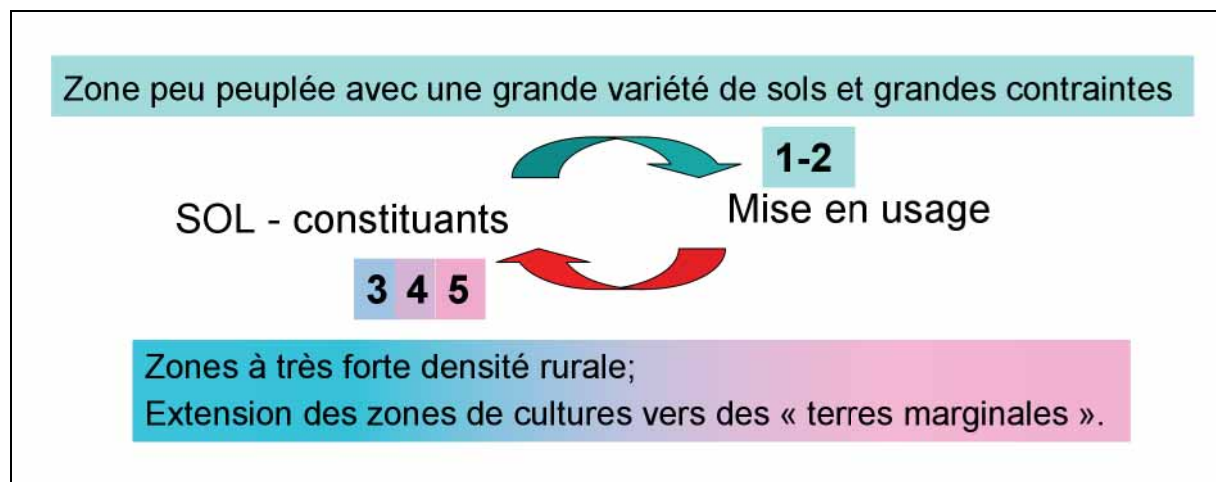 Zone peu peuplée avec une grande variété de sols et grandes contraintes
1-2
SOL - constituants
Mise en usage
3 4 5
Zones à très forte densité rurale;
Extension des zones de cultures vers des « terres marginales ».